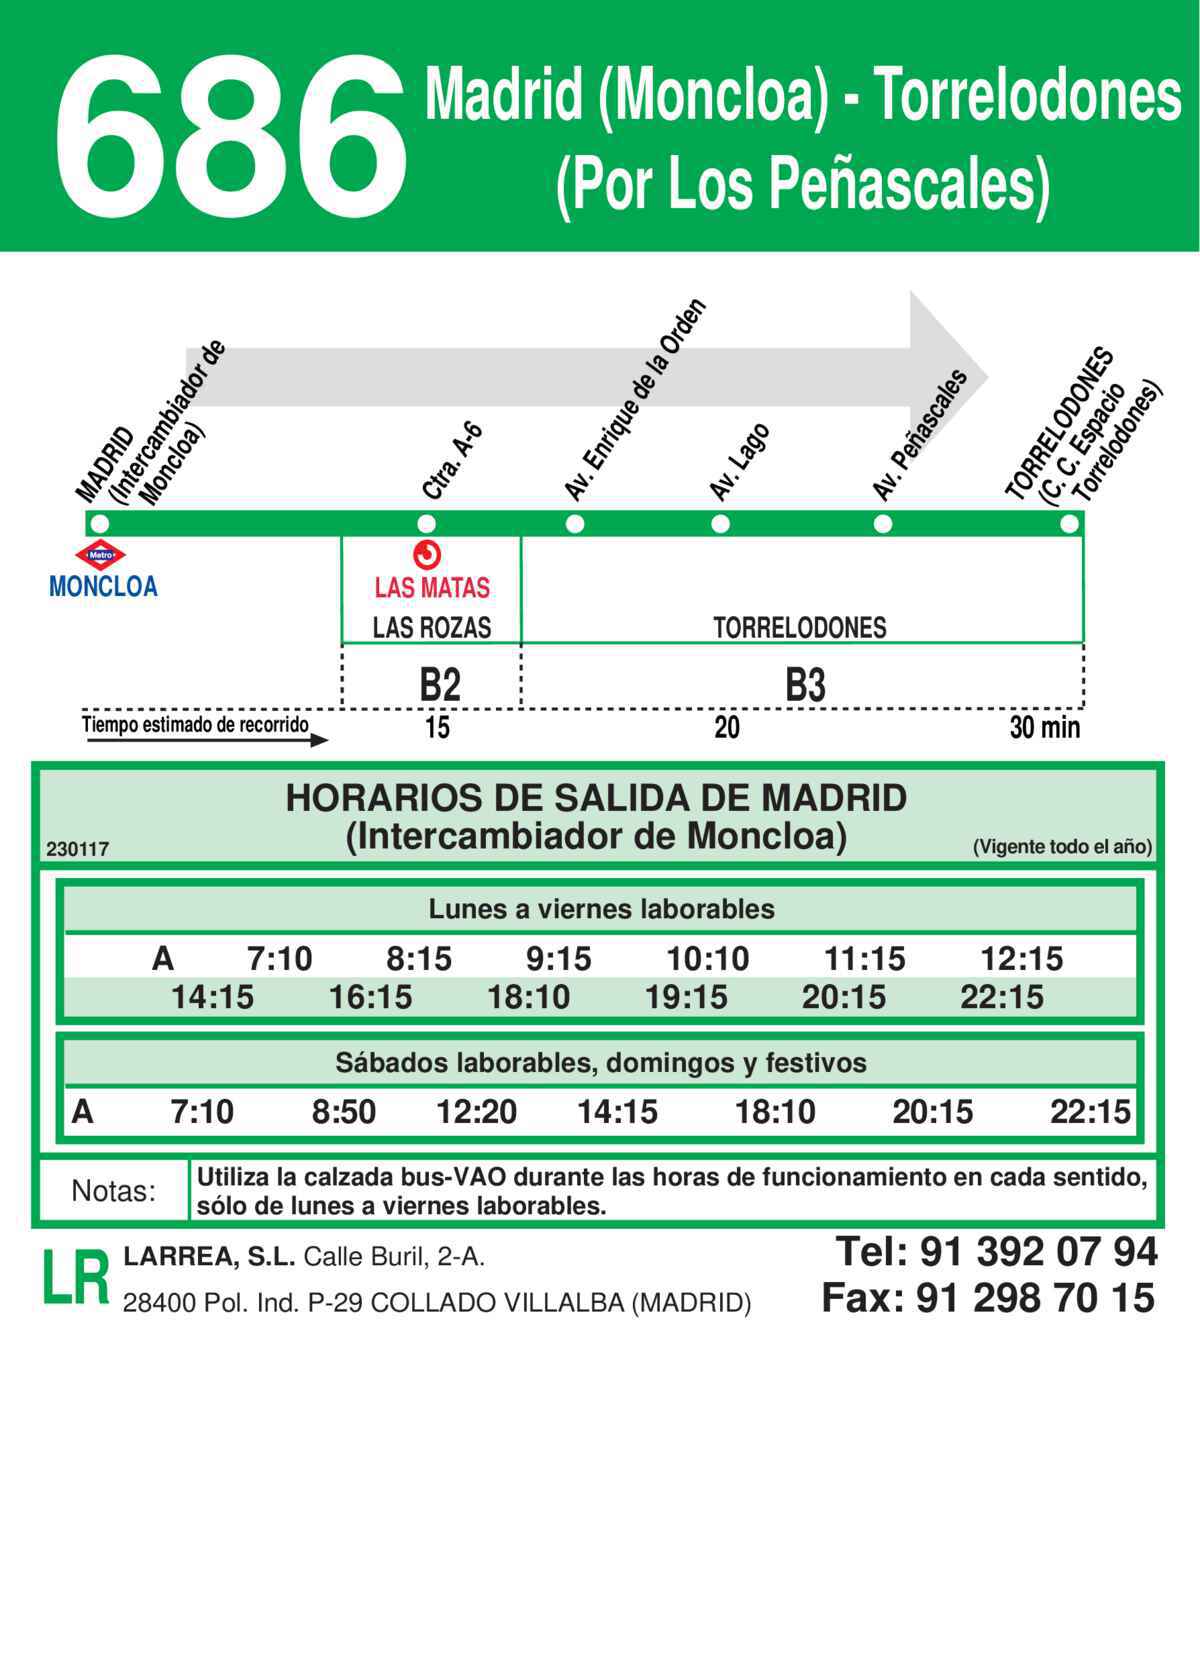 686
Madrid (Moncloa) - Torrelodones
(Por Los Peñascales)
MADRID
(Intercambiador de
Moncloa)
Ctra. A-6
Av. Enrique de la Orden
Av. Lago
Av. Peñascales
TORRELODONES
(C. C. Espacio
Torrelodones)
Metro
MONCLOA
LAS MATAS
LAS ROZAS
TORRELODONES
B2
B3
Tiempo estimado de recorrido
15
20
30 min
HORARIOS DE SALIDA DE MADRID
(Intercambiador de Moncloa)
230117
(Vigente todo el año)
Lunes a viernes laborables
A 7:10 8:15 9:15 10:10 11:15 12:15
14:15 16:15 18:10 19:15 20:15 22:15
Sábados laborables, domingos y festivos
A 7:10 8:50 12:20 14:15 18:10 20:15 22:15
Notas:
Utiliza la calzada bus-VAO durante las horas de funcionamiento en cada sentido,
sólo de lunes a viernes laborables.
LR
LARREA, S.L. Calle Buril, 2-A.
28400 Pol. Ind. P-29 COLLADO VILLALBA (MADRID)
Tel: 91 392 07 94
Fax: 91 298 70 15